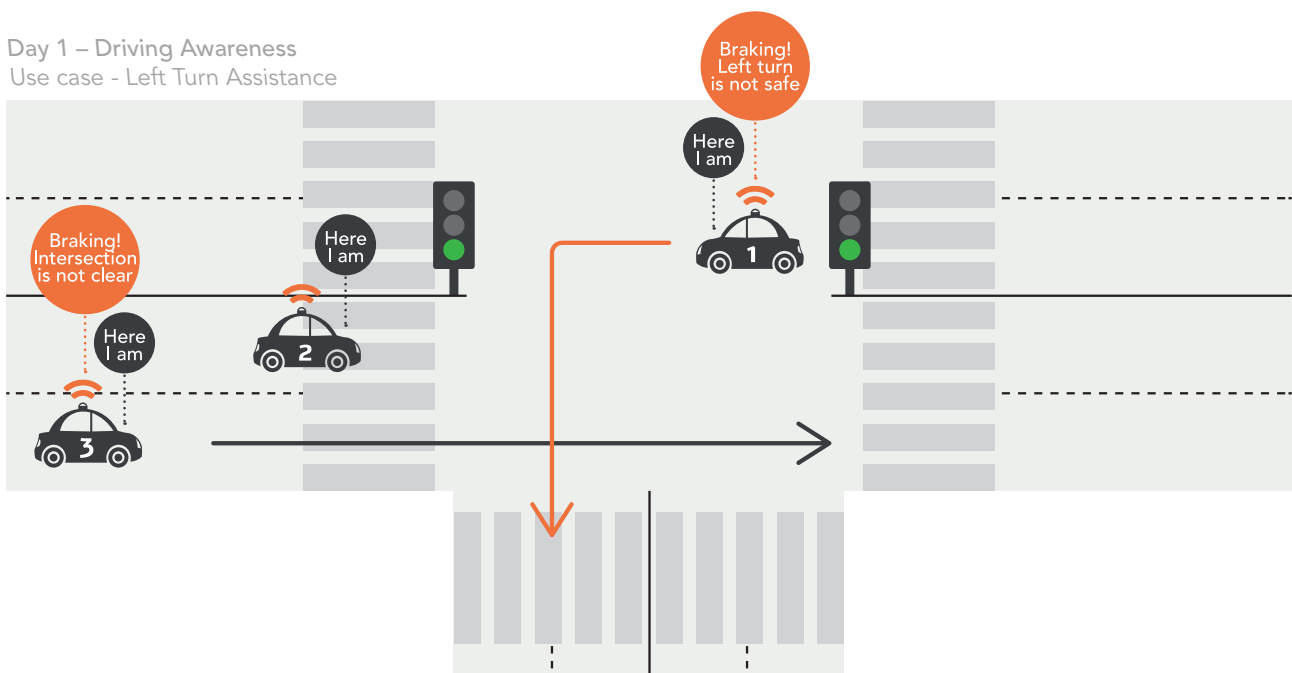 Day 1 – Driving Awareness
Use case - Left Turn Assistance
Braking!
Left turn
is not safe
Here
I am
1
Braking!
Intersection
is not clear
Here
I am
2
Here
I am
3